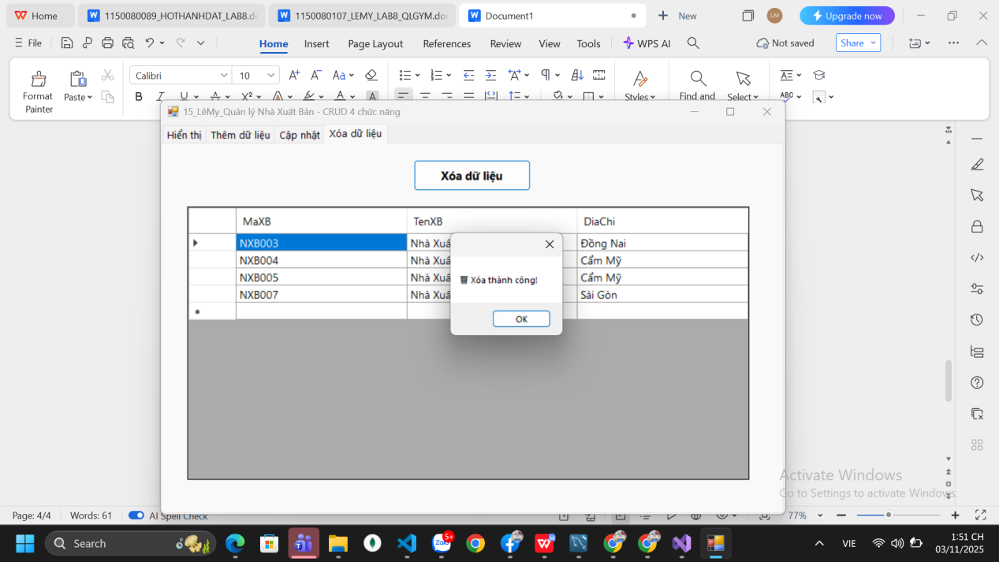 Home
1150080089_HOTHANHDAT_LAB8.d
1150080107_LEMY_LAB8_QLGYM.do
Document1
New
LM
Upgrade now
File
Home
Insert
Page Layout
References
Review
View
Tools
WPS AI
Not saved
Share
Format
Painter
Paste
Calibri
10
Styles
Find and
Select
15_LêMy_Quản lý Nhà Xuất Bản - CRUD 4 chức năng
Hiển thị
Thêm dữ liệu
Cập nhật
Xóa dữ liệu
Xóa dữ liệu
MaXB
TenXB
DiaChi
NXB003
Nhà Xuấ
Đồng Nai
NXB004
Nhà Xuấ
Cẩm Mỹ
NXB005
Nhà Xuấ
Cẩm Mỹ
NXB007
Nhà Xuấ
Sài Gòn
Xóa thành công!
OK
Activate Windows
Go to Settings to activate Windows.
Page: 4/4
Words: 61
AI Spell Check
77%
Search
Zalo
5+
VIE
1:51 CH
03/11/2025